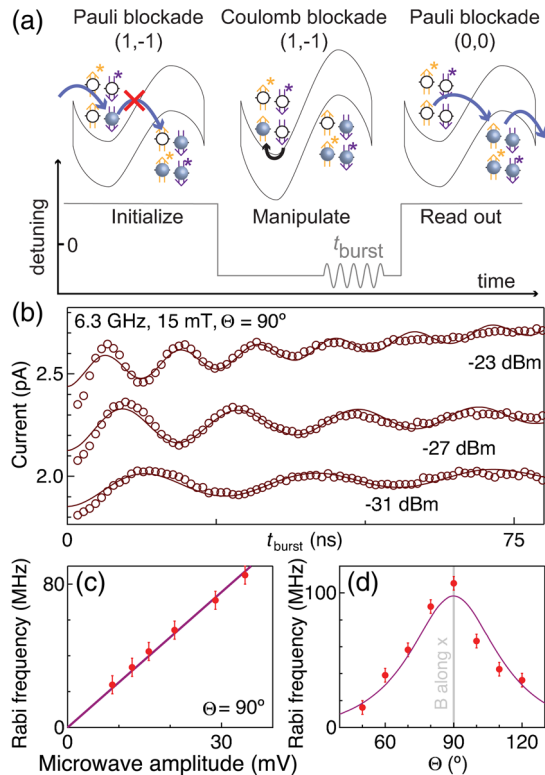 (a)
Pauli blockade Coulomb blockade Pauli blockade
(1,-1) (1,-1) (0,0)
* * * * * *
* * * * * *
detuning
0
Initialize Manipulate Read out
t_burst
time
(b)
6.3 GHz, 15 mT, Θ = 90°
-23 dBm
-27 dBm
-31 dBm
Current (pA)
2.5
2.0
0 t_burst (ns) 75
(c)
Rabi frequency (MHz)
80
0
Θ = 90°
0 30
Microwave amplitude (mV)
(d)
Rabi frequency (MHz)
100
0
B along x
60 90 120
Θ (º)